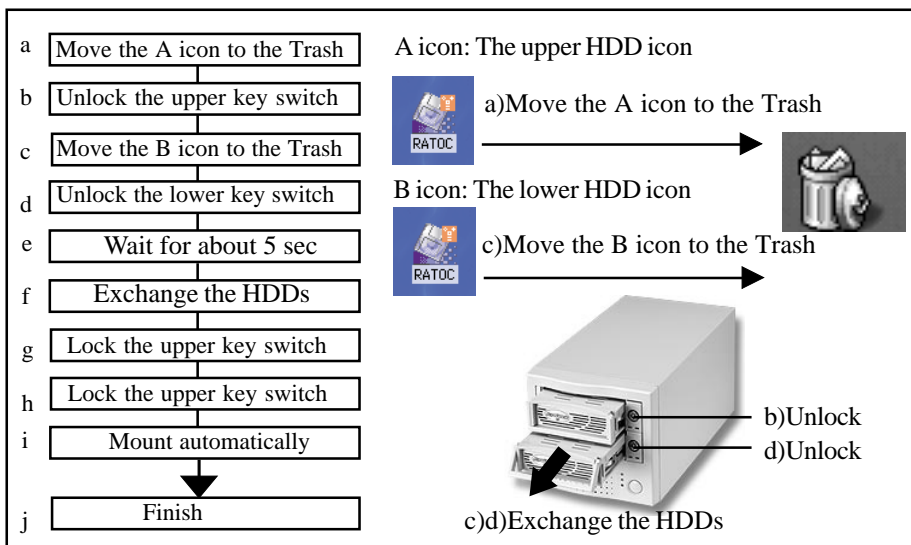 a Move the A icon to the Trash
b Unlock the upper key switch
c Move the B icon to the Trash
d Unlock the lower key switch
e Wait for about 5 sec
f Exchange the HDDs
g Lock the upper key switch
h Lock the upper key switch
i Mount automatically
j Finish
A icon: The upper HDD icon
a)Move the A icon to the Trash
RATOC
B icon: The lower HDD icon
c)Move the B icon to the Trash
RATOC
b)Unlock
d)Unlock
c)d)Exchange the HDDs